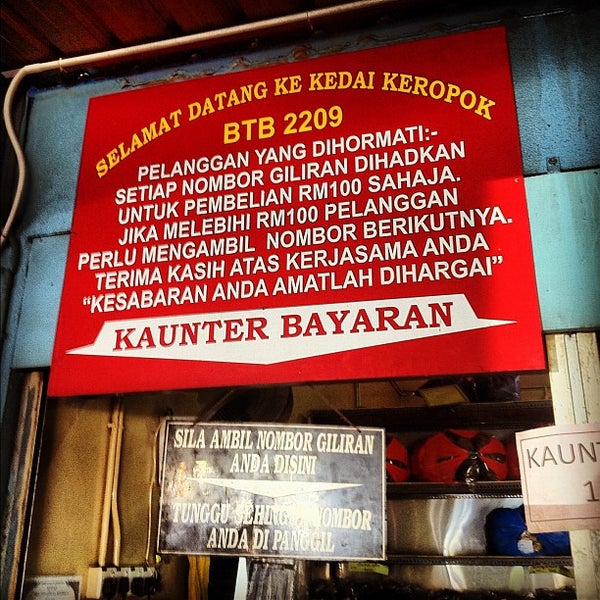 SELAMAT DATANG KE KEDAI KEROPOK
BTB 2209
PELANGGAN YANG DIHORMATI:-
SETIAP NOMBOR GILIRAN DIHADKAN
UNTUK PEMBELIAN RM100 SAHAJA.
JIKA MELEBIHI RM100 PELANGGAN
PERLU MENGAMBIL NOMBOR BERIKUTNYA.
TERIMA KASIH ATAS KERJASAMA ANDA
"KESABARAN ANDA AMATLAH DIHARGAI"
KAUNTER BAYARAN
SILA AMBIL NOMBOR GILIRAN
ANDA DISINI
TUNGGU SEHINGGA NOMBOR
ANDA DI PANGGIL
KAUNT
1